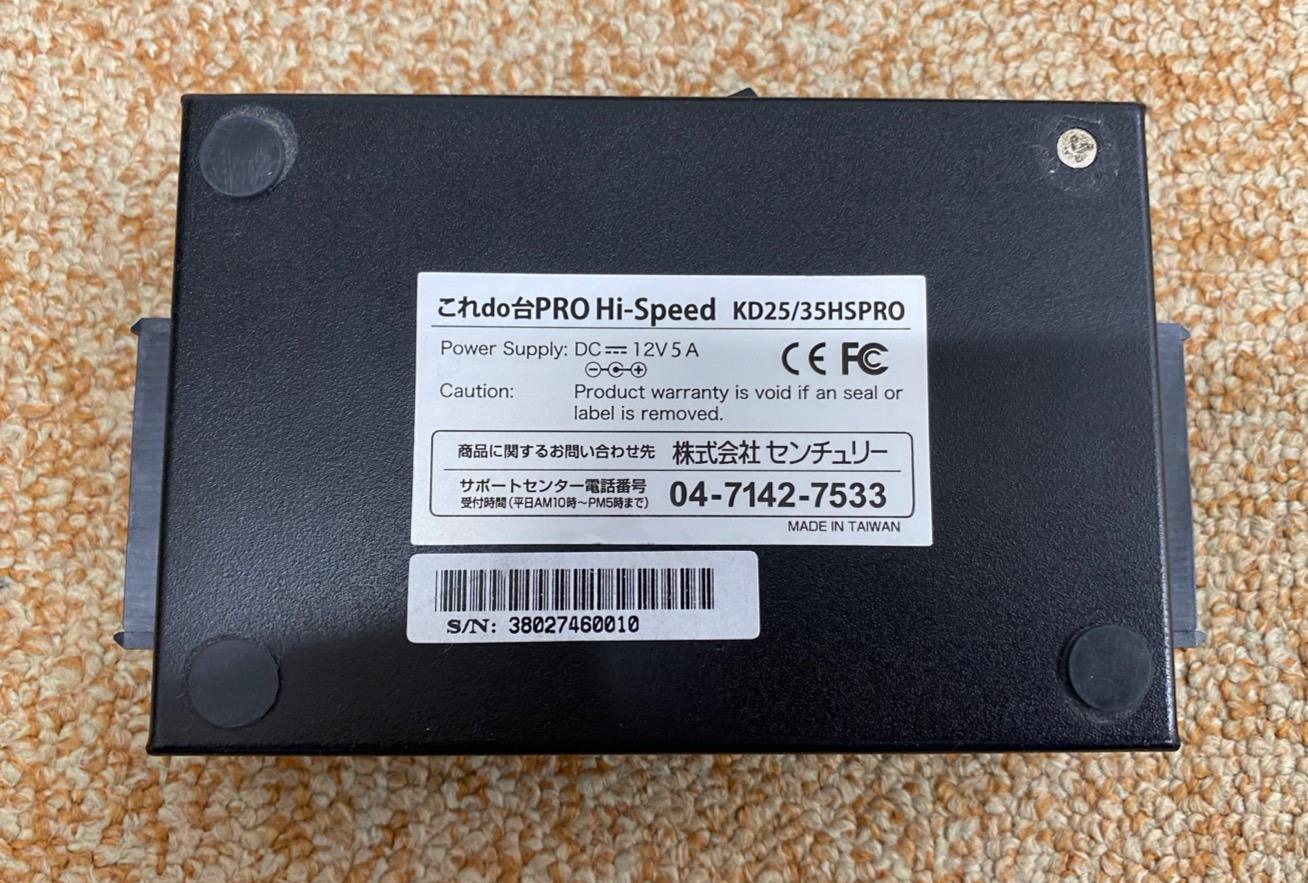 これdo台PRO Hi-Speed KD25/35HSPRO
Power Supply: DC 12V 5 A
CE FC
Caution: Product warranty is void if an seal or
label is removed.
商品に関するお問い合わせ先 株式会社 センチュリー
サポートセンター電話番号
受付時間(平日AM10時～PM5時まで) 04-7142-7533
MADE IN TAIWAN
S/N: 38027460010